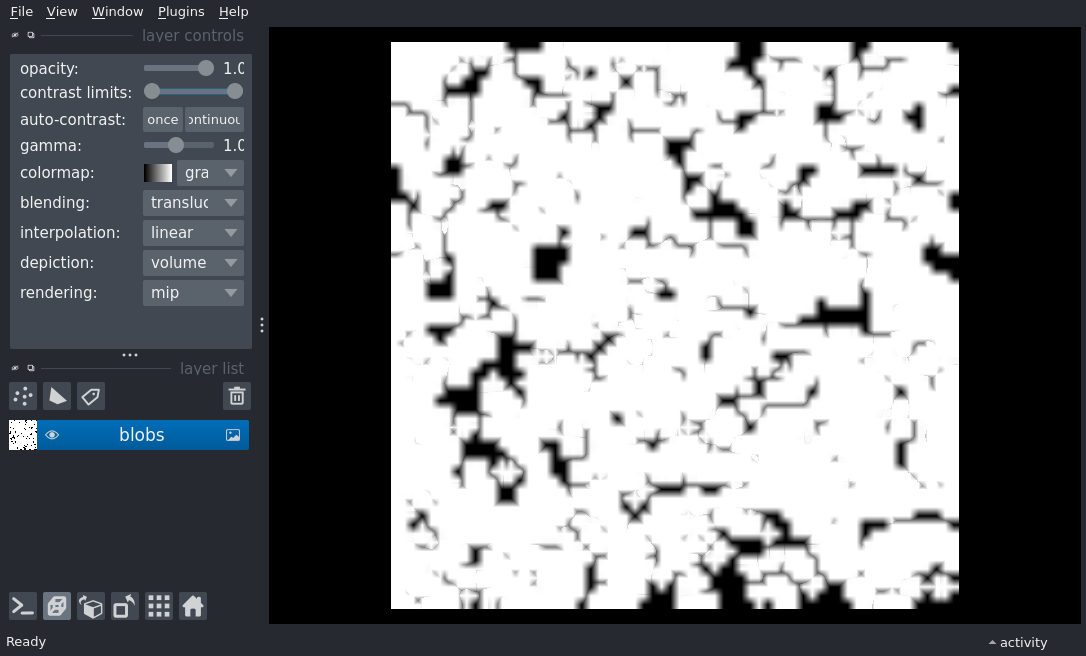 File View Window Plugins Help
layer controls
opacity: 1.0
contrast limits:
auto-contrast: once ontinuou
gamma: 1.0
colormap: gra
blending: transluc
interpolation: linear
depiction: volume
rendering: mip
layer list
blobs
Ready
activity